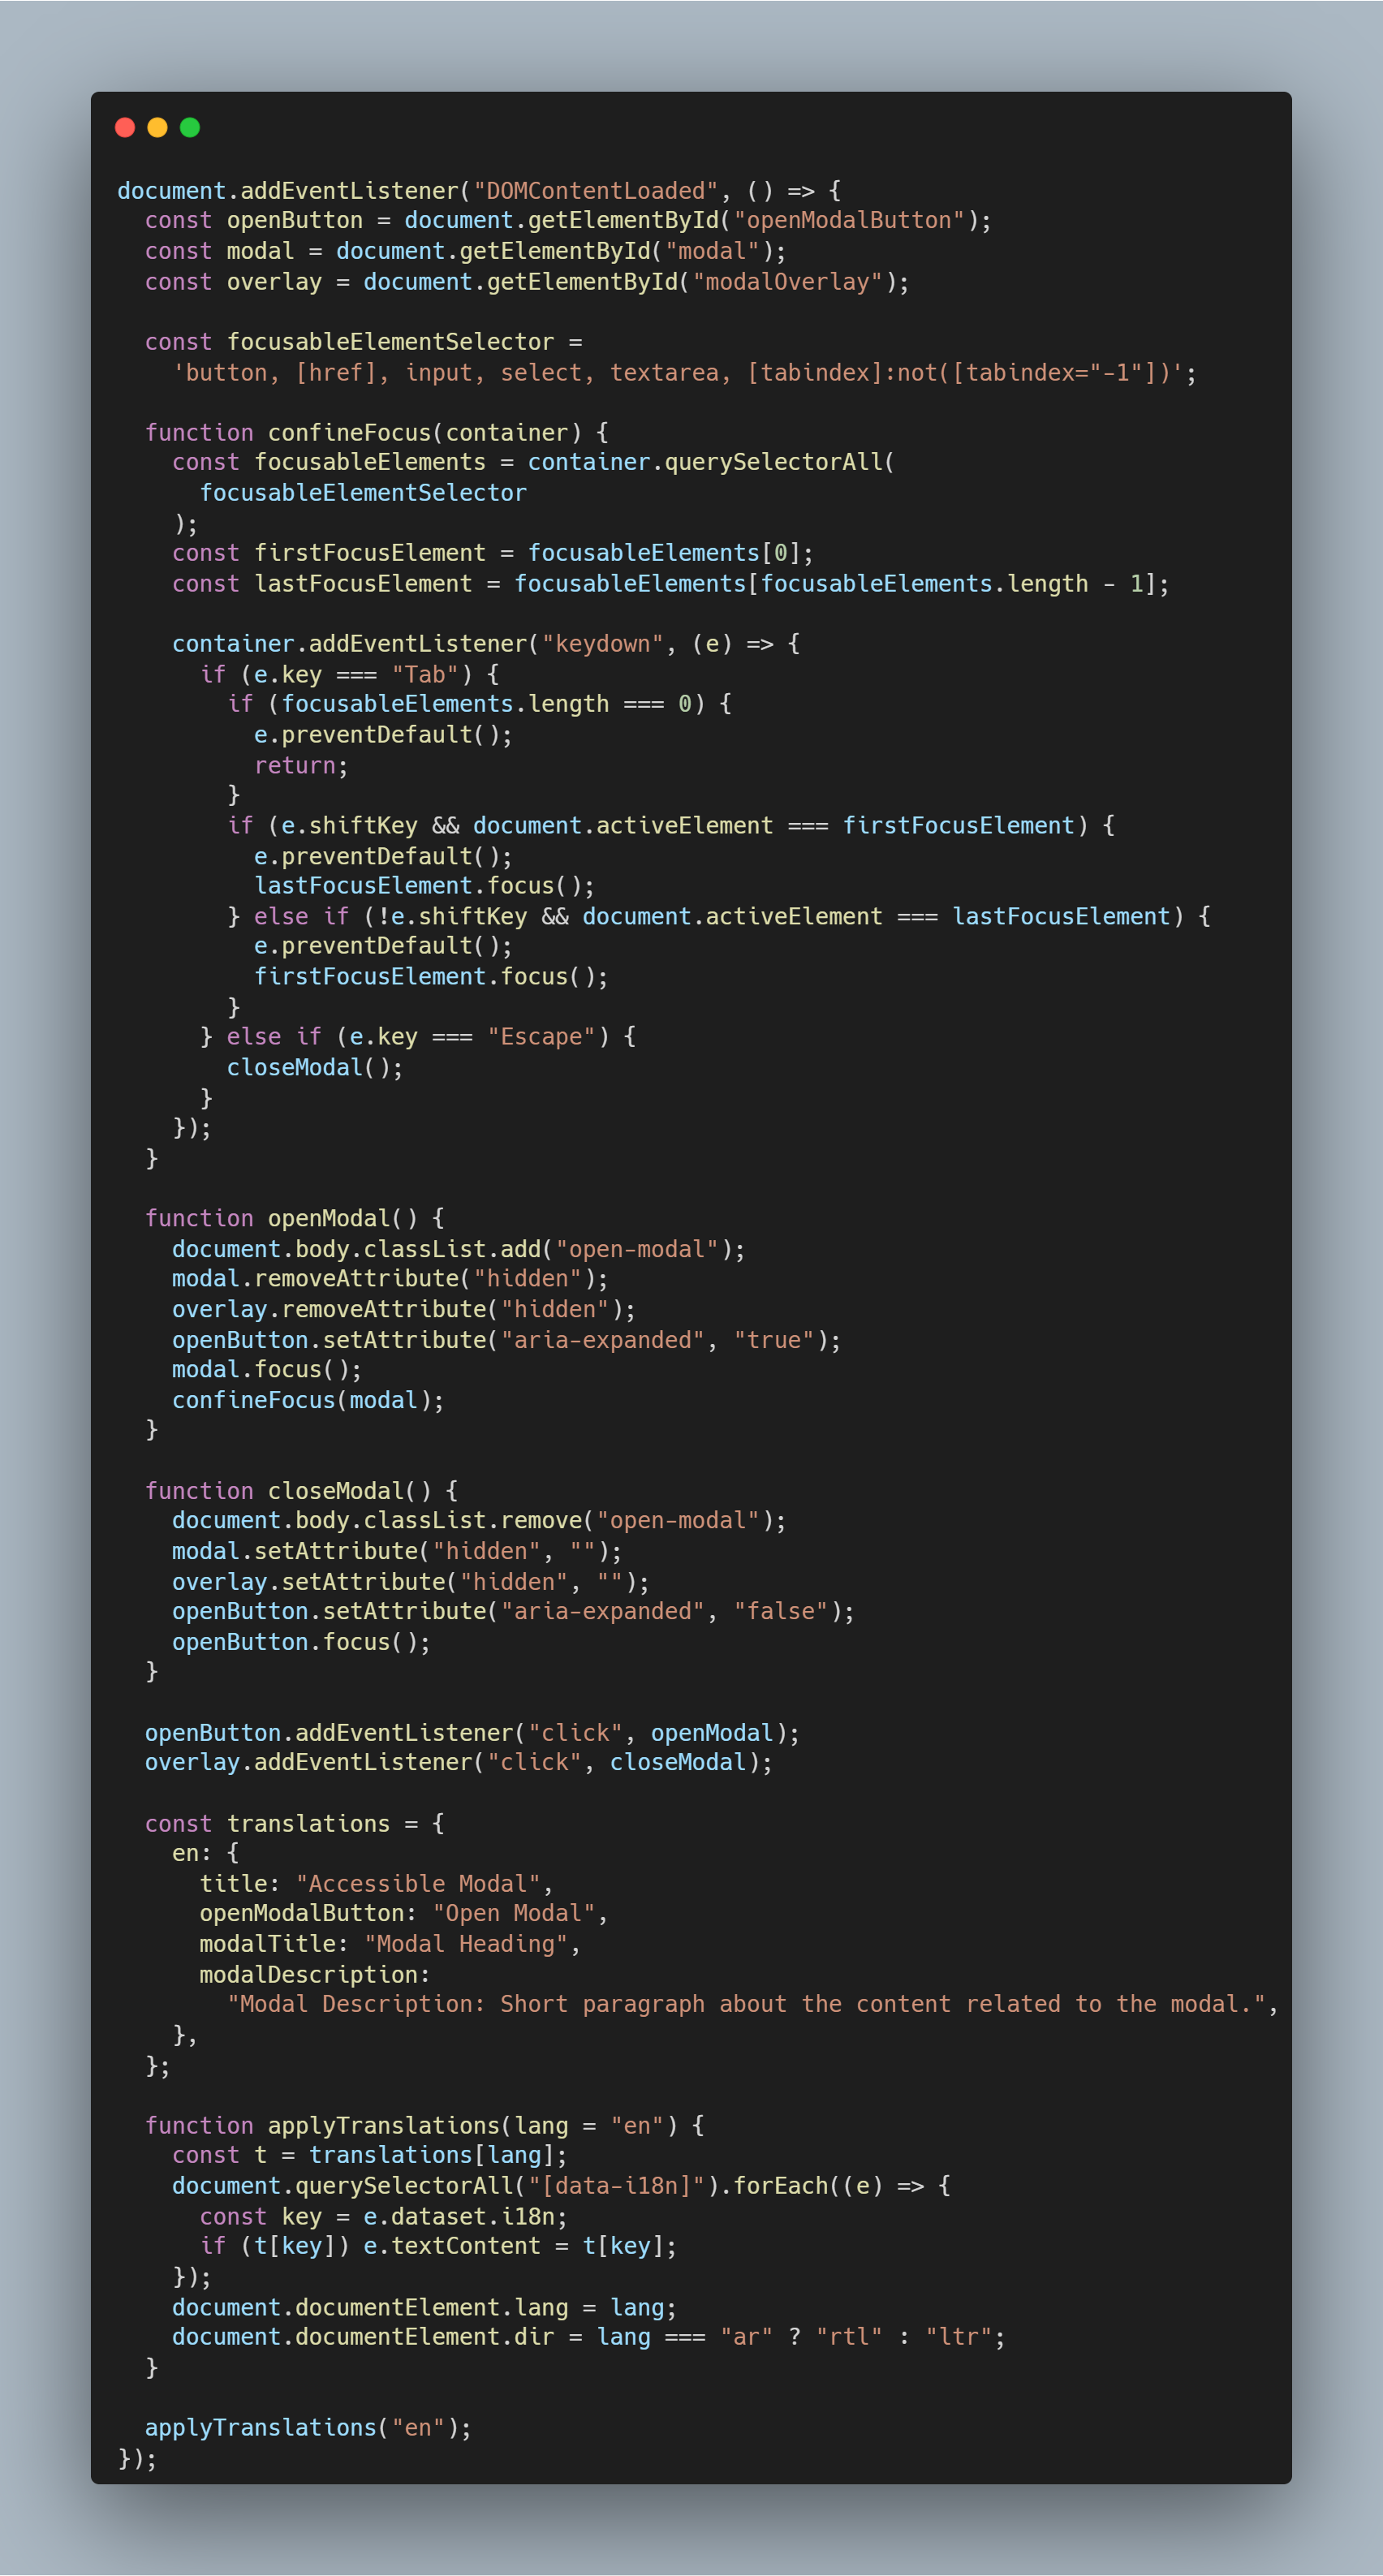 document.addEventListener("DOMContentLoaded", () => {
  const openButton = document.getElementById("openModalButton");
  const modal = document.getElementById("modal");
  const overlay = document.getElementById("modalOverlay");

  const focusableElementSelector =
    'button, [href], input, select, textarea, [tabindex]:not([tabindex="-1"])';

  function confineFocus(container) {
    const focusableElements = container.querySelectorAll(
      focusableElementSelector
    );
    const firstFocusElement = focusableElements[0];
    const lastFocusElement = focusableElements[focusableElements.length - 1];

    container.addEventListener("keydown", (e) => {
      if (e.key === "Tab") {
        if (focusableElements.length === 0) {
          e.preventDefault();
          return;
        }
        if (e.shiftKey && document.activeElement === firstFocusElement) {
          e.preventDefault();
          lastFocusElement.focus();
        } else if (!e.shiftKey && document.activeElement === lastFocusElement) {
          e.preventDefault();
          firstFocusElement.focus();
        }
      } else if (e.key === "Escape") {
        closeModal();
      }
    });
  }

  function openModal() {
    document.body.classList.add("open-modal");
    modal.removeAttribute("hidden");
    overlay.removeAttribute("hidden");
    openButton.setAttribute("aria-expanded", "true");
    modal.focus();
    confineFocus(modal);
  }

  function closeModal() {
    document.body.classList.remove("open-modal");
    modal.setAttribute("hidden", "");
    overlay.setAttribute("hidden", "");
    openButton.setAttribute("aria-expanded", "false");
    openButton.focus();
  }

  openButton.addEventListener("click", openModal);
  overlay.addEventListener("click", closeModal);

  const translations = {
    en: {
      title: "Accessible Modal",
      openModalButton: "Open Modal",
      modalTitle: "Modal Heading",
      modalDescription:
        "Modal Description: Short paragraph about the content related to the modal.",
    },
  };

  function applyTranslations(lang = "en") {
    const t = translations[lang];
    document.querySelectorAll("[data-i18n]").forEach((e) => {
      const key = e.dataset.i18n;
      if (t[key]) e.textContent = t[key];
    });
    document.documentElement.lang = lang;
    document.documentElement.dir = lang === "ar" ? "rtl" : "ltr";
  }

  applyTranslations("en");
});